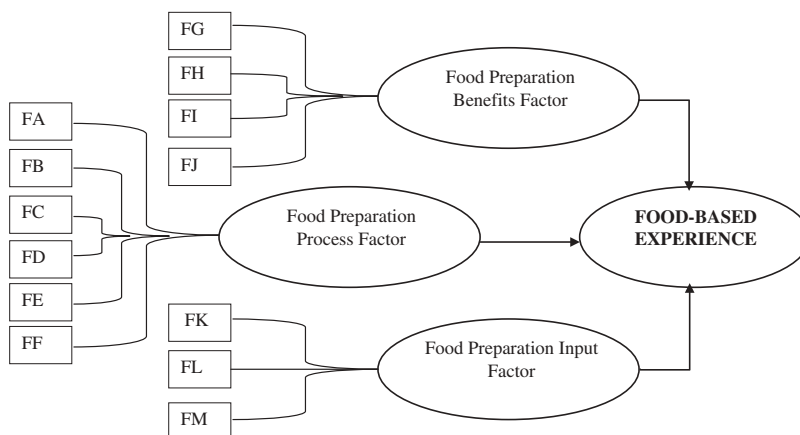 FG
FH
FI
FJ
Food Preparation
Benefits Factor
FA
FB
FC
FD
FE
FF
Food Preparation
Process Factor
FOOD-BASED
EXPERIENCE
FK
FL
FM
Food Preparation Input
Factor